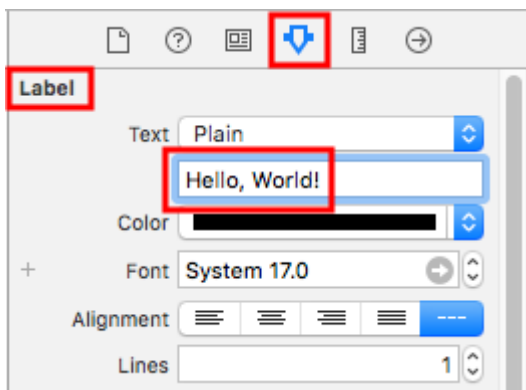 Label
Text Plain
Hello, World!
Color
+ Font System 17.0
Alignment ---
Lines 1